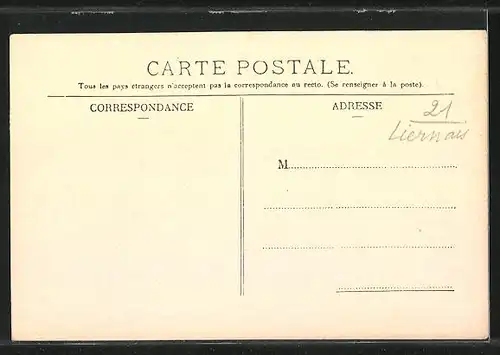 CARTE POSTALE.
Tous les pays étrangers n'acceptent pas la correspondance au recto. (Se renseigner à la poste).
CORRESPONDANCE
ADRESSE
21
Liernais
M